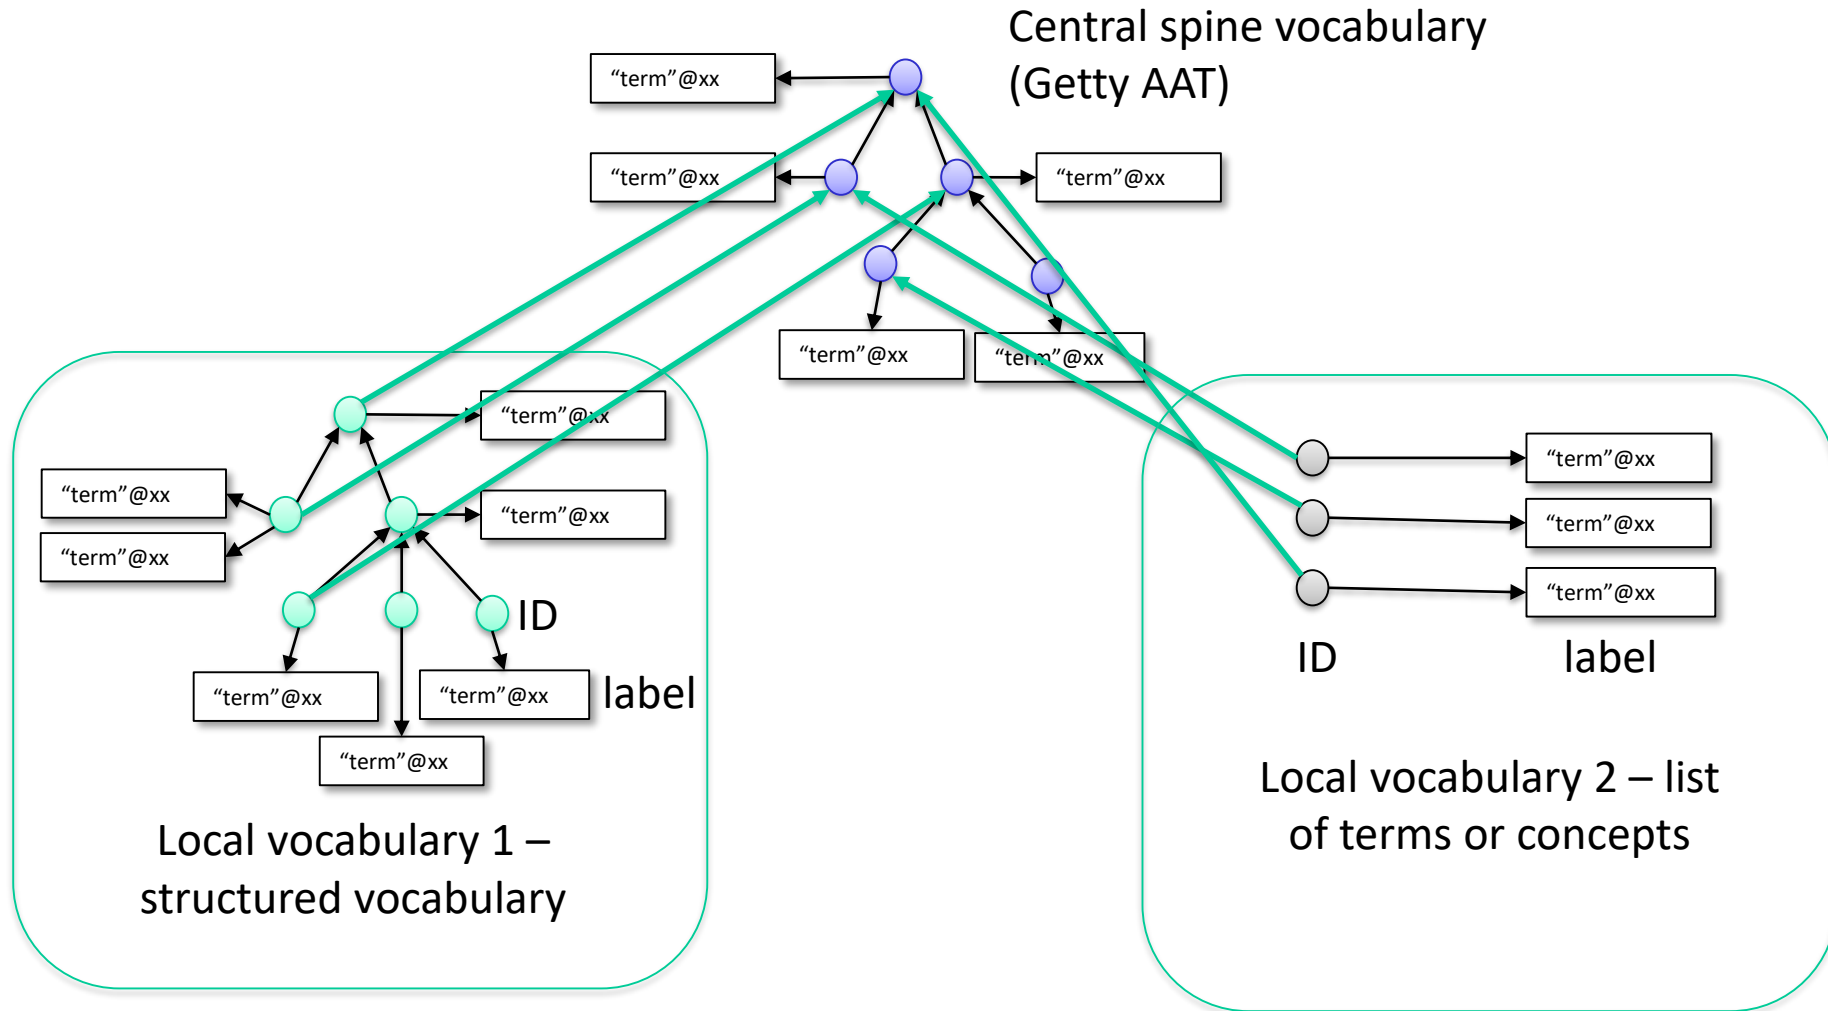 Central spine vocabulary
(Getty AAT)
“term”@xx
“term”@xx
“term”@xx
“term”@xx
“term”@xx
“term”@xx
“term”@xx
“term”@xx
“term”@xx
ID
“term”@xx
“term”@xx
label
“term”@xx
Local vocabulary 1 –
structured vocabulary
“term”@xx
“term”@xx
“term”@xx
ID
label
Local vocabulary 2 – list
of terms or concepts